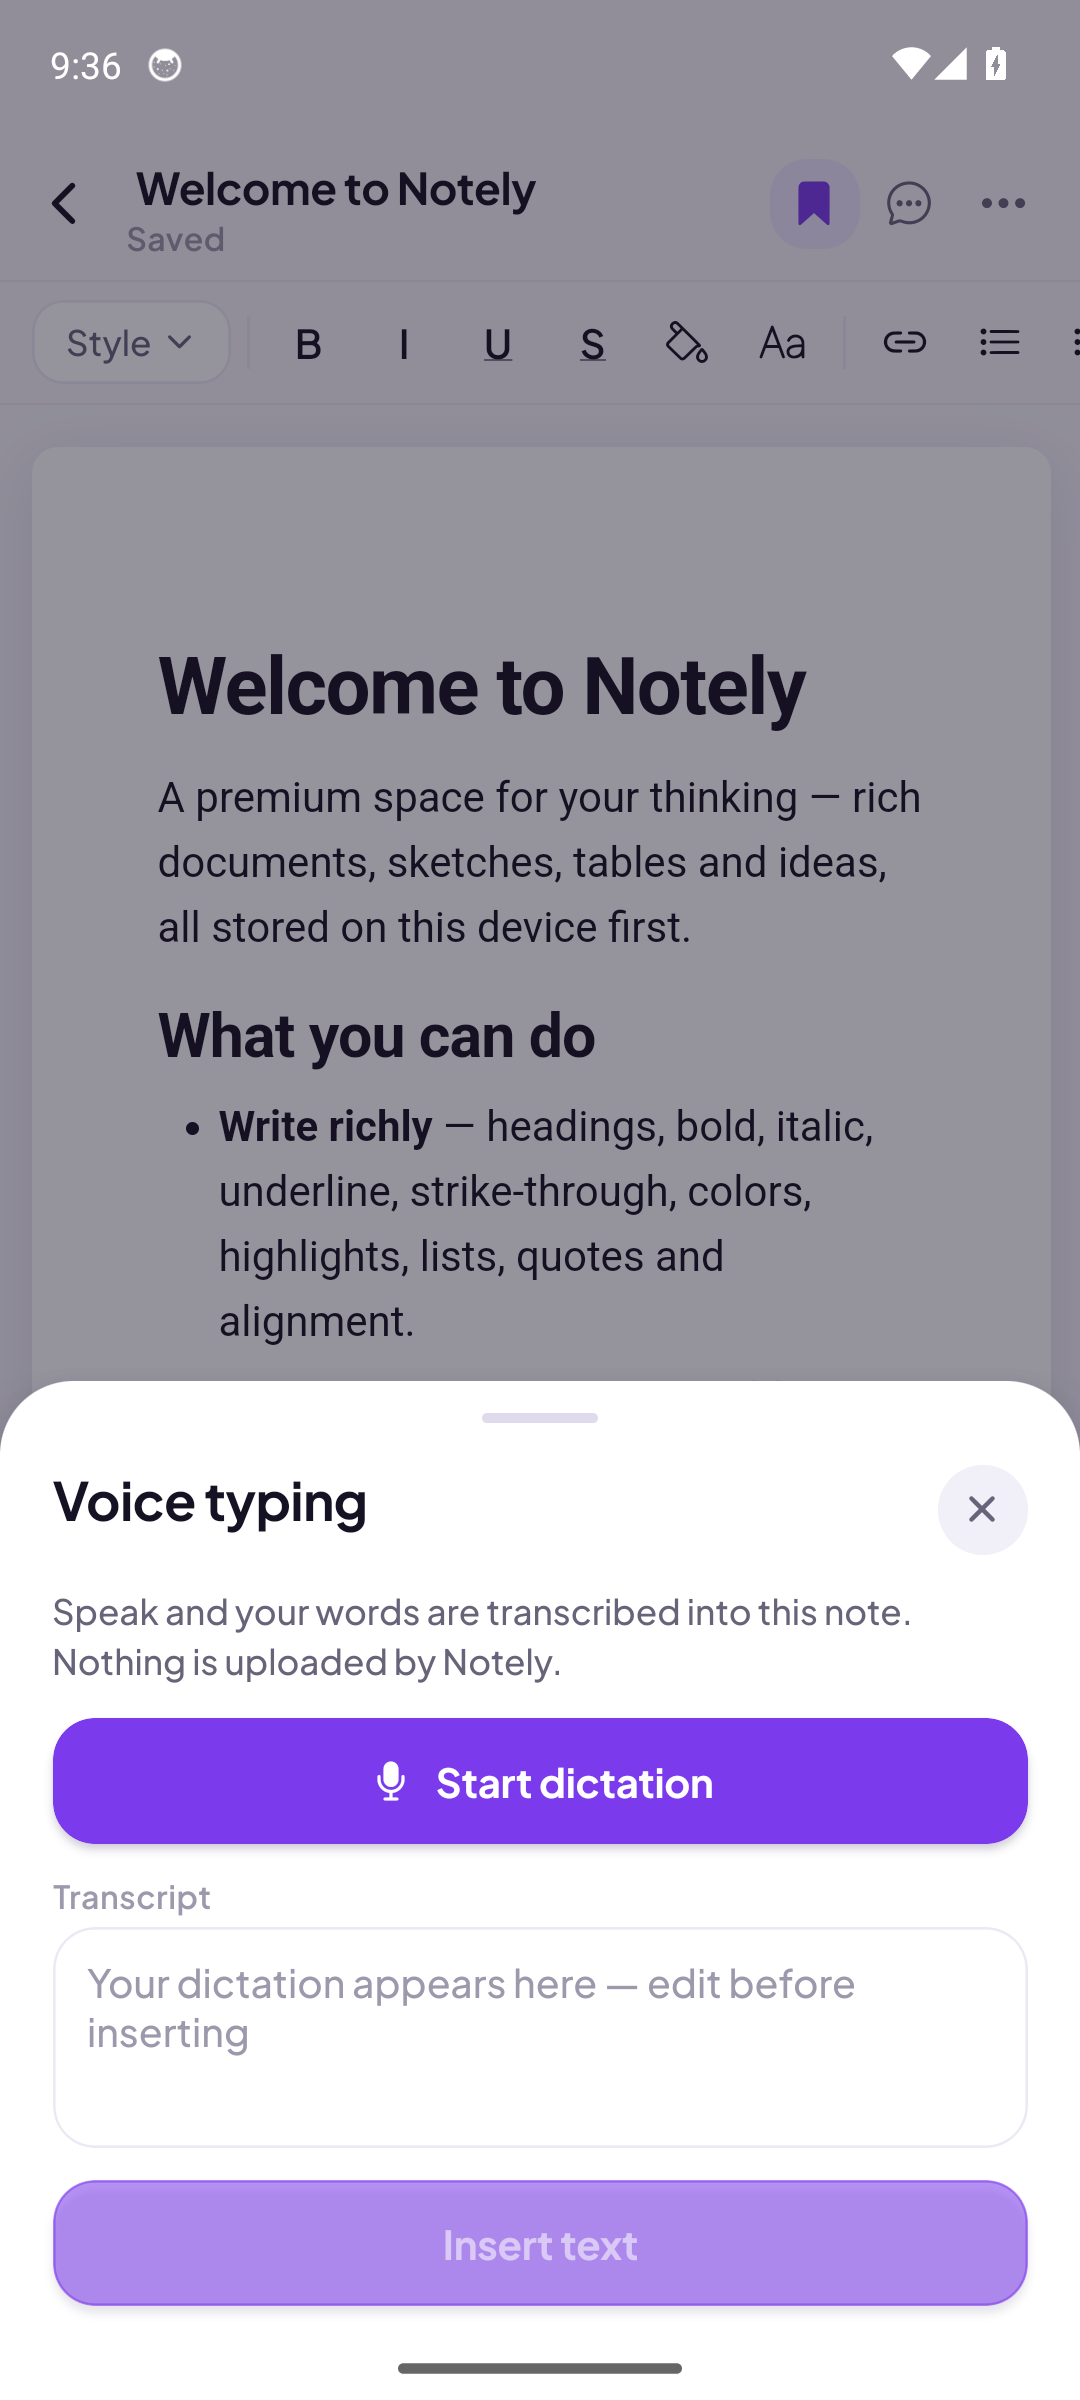 9:36
Welcome to Notely
Saved
Style
B I U S Aa
Welcome to Notely
A premium space for your thinking — rich
documents, sketches, tables and ideas,
all stored on this device first.
What you can do
• Write richly — headings, bold, italic,
underline, strike-through, colors,
highlights, lists, quotes and
alignment.
Voice typing
Speak and your words are transcribed into this note.
Nothing is uploaded by Notely.
Start dictation
Transcript
Your dictation appears here — edit before
inserting
Insert text